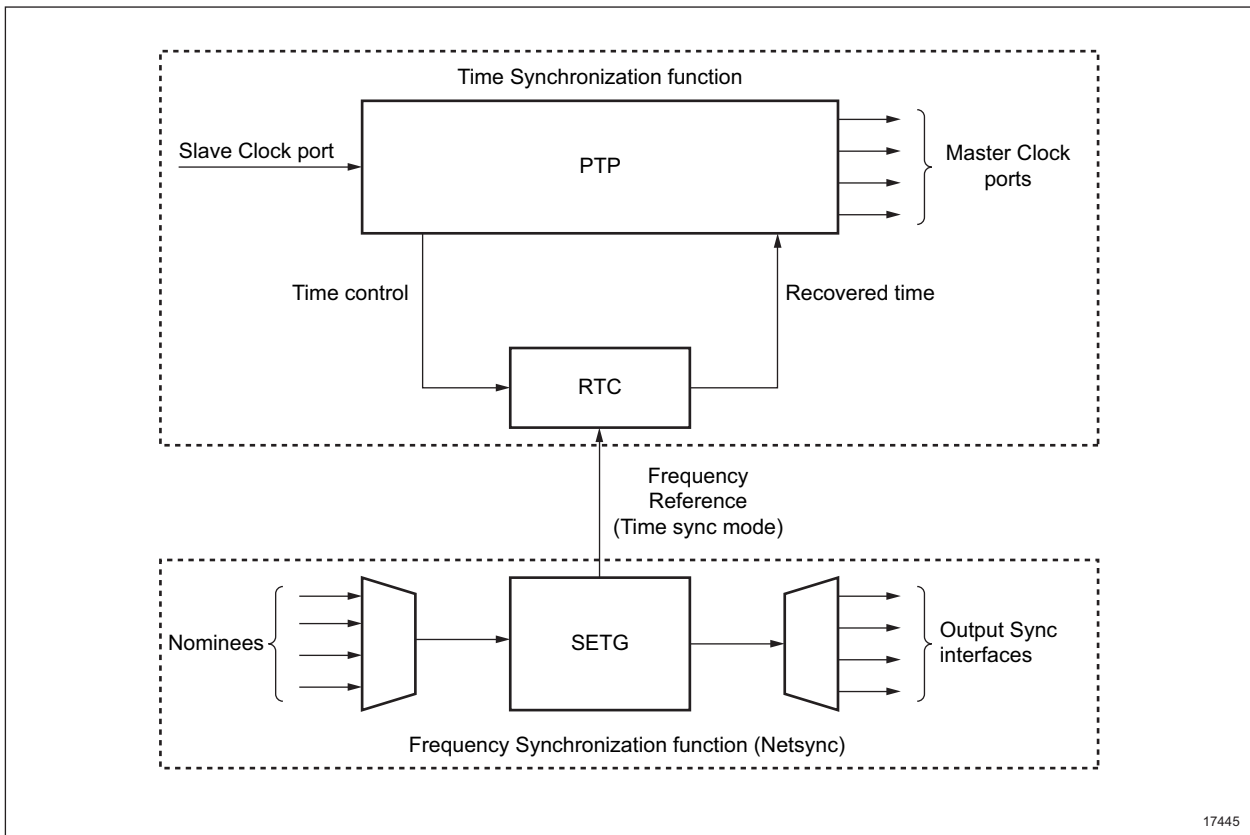 Time Synchronization function
Slave Clock port
PTP
Master Clock
ports
Time control
Recovered time
RTC
Frequency
Reference
(Time sync mode)
Nominees
SETG
Output Sync
interfaces
Frequency Synchronization function (Netsync)
17445